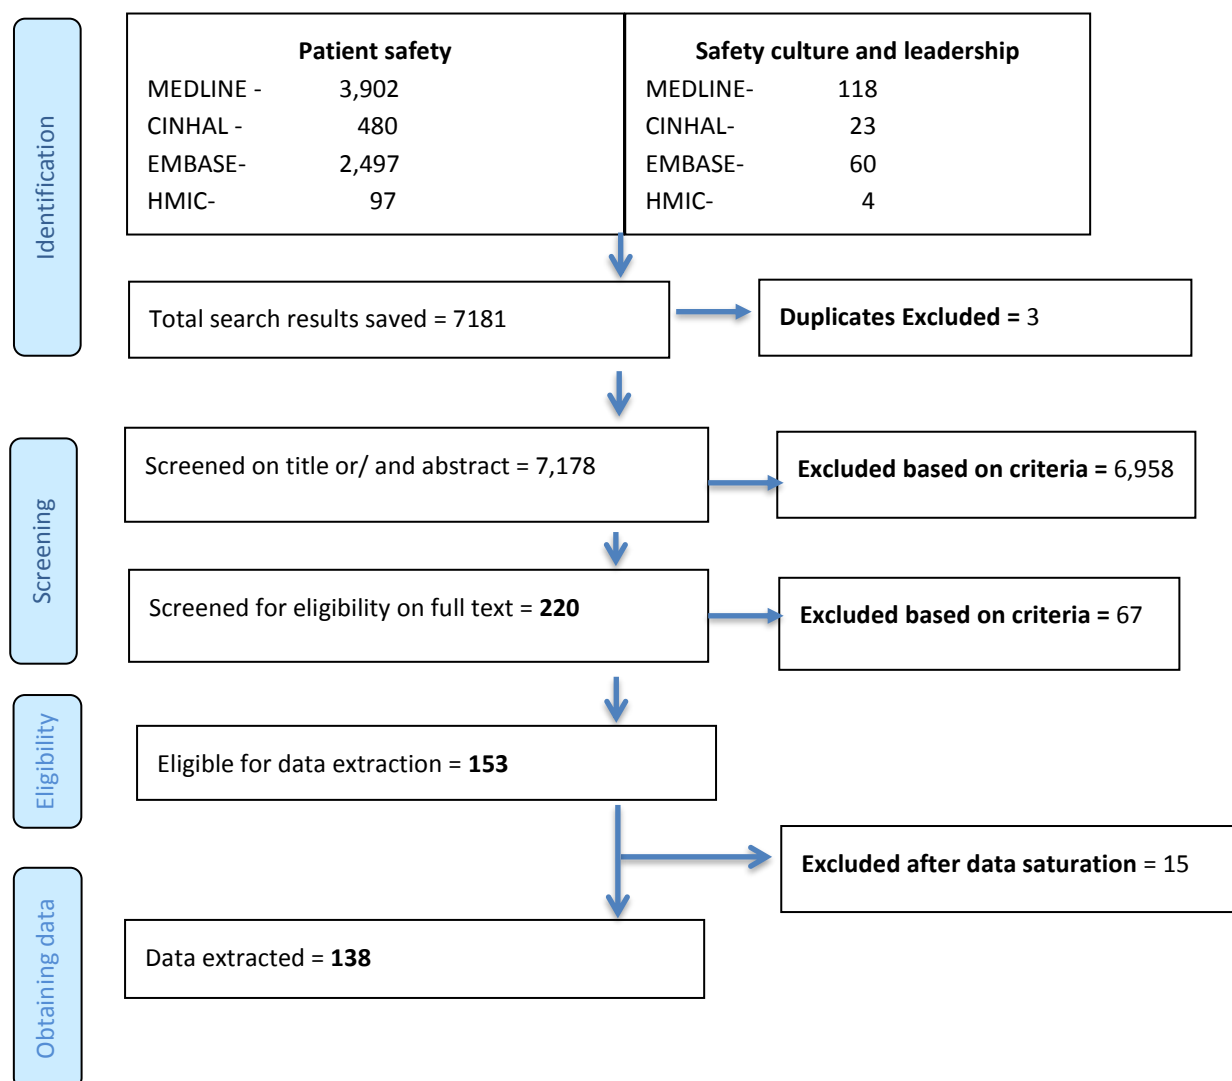 Identification
Patient safety
MEDLINE - 3,902
CINHAL - 480
EMBASE- 2,497
HMIC- 97
Safety culture and leadership
MEDLINE- 118
CINHAL- 23
EMBASE- 60
HMIC- 4
Total search results saved = 7181
Duplicates Excluded = 3
Screening
Screened on title or/ and abstract = 7,178
Excluded based on criteria = 6,958
Screened for eligibility on full text = 220
Excluded based on criteria = 67
Eligibility
Eligible for data extraction = 153
Excluded after data saturation = 15
Obtaining data
Data extracted = 138